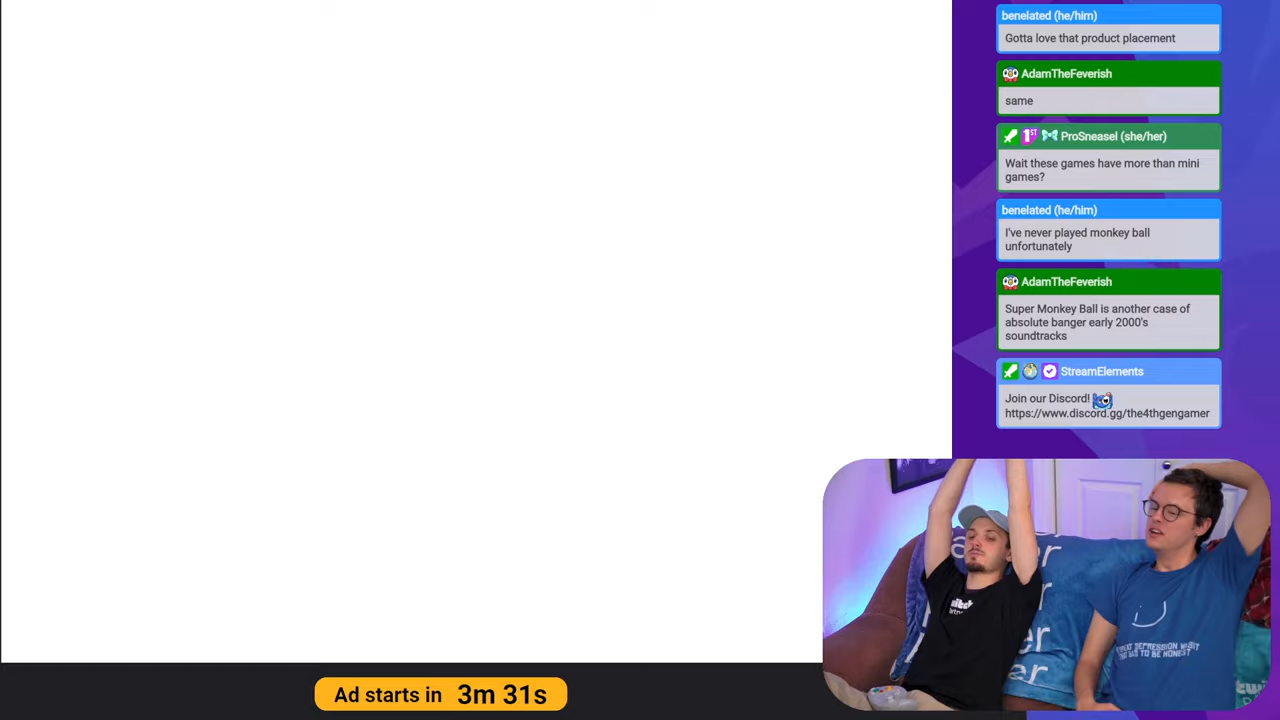 benelated (he/him)
Gotta love that product placement
AdamTheFeverish
same
1ST
ProSneasel (she/her)
Wait these games have more than mini
games?
benelated (he/him)
I've never played monkey ball
unfortunately
AdamTheFeverish
Super Monkey Ball is another case of
absolute banger early 2000's
soundtracks
StreamElements
Join our Discord!
https://www.discord.gg/the4thgengamer
Ad starts in 3m 31s